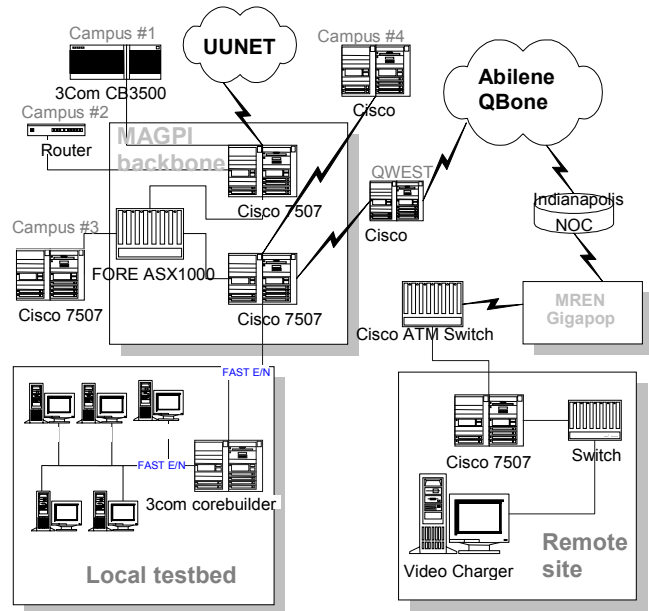 Campus #1
UUNET
Campus #4
3Com CB3500
Cisco
Abilene
QBone
Campus #2
Router
MAGPI
backbone
Cisco 7507
QWEST
Cisco
Indianapolis
NOC
Campus #3
FORE ASX1000
Cisco 7507
Cisco 7507
Cisco ATM Switch
MREN
Gigapop
FAST E/N
FAST E/N
3com corebuilder
Local testbed
Cisco 7507
Switch
Video Charger
Remote
site